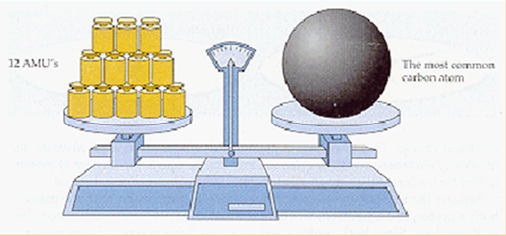 12 AMU's
The most common
carbon atom